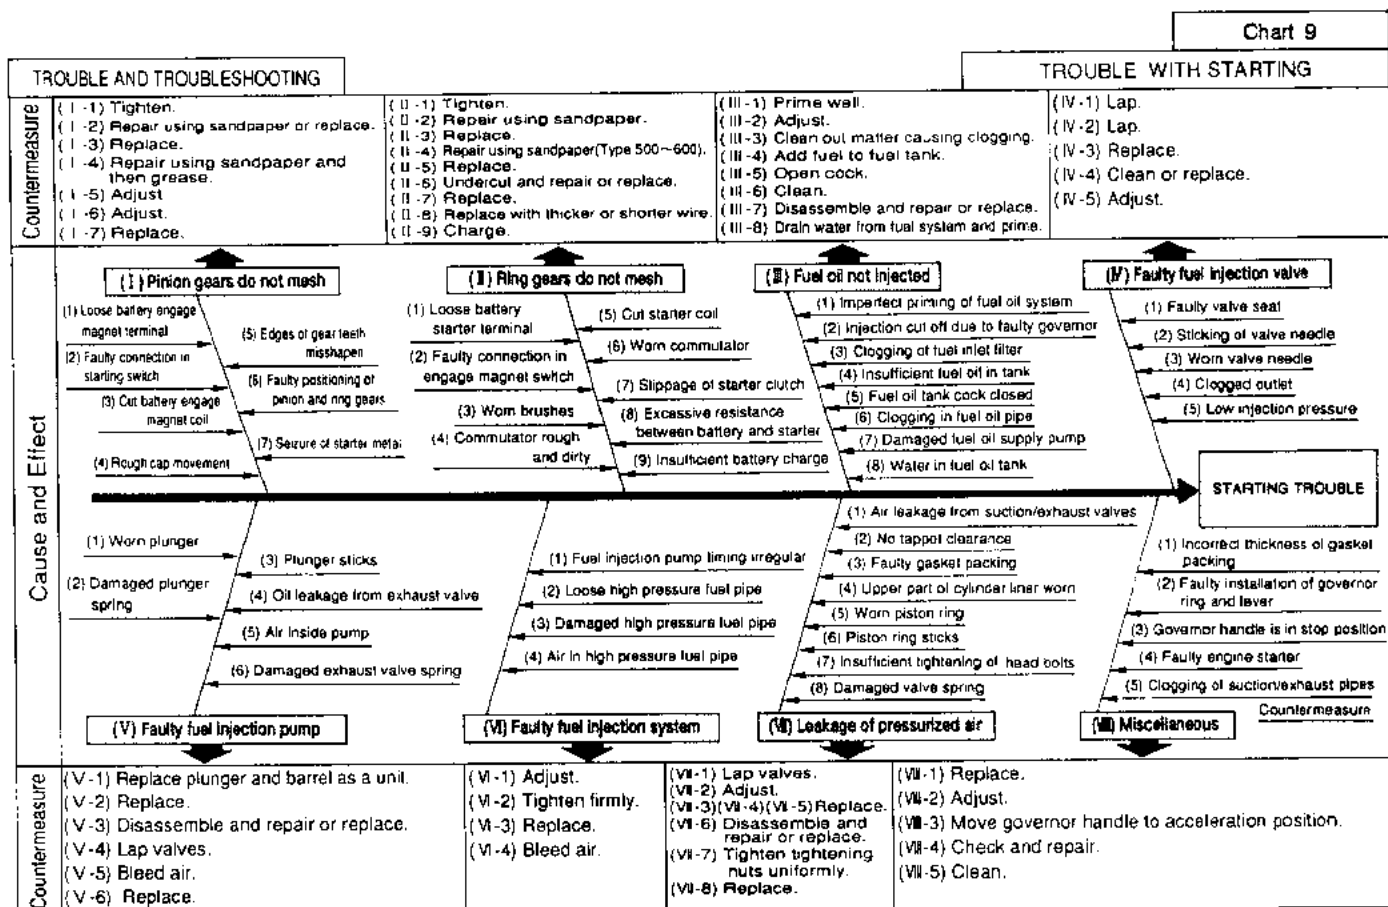 Chart 9
TROUBLE AND TROUBLESHOOTING
TROUBLE WITH STARTING
Countermeasure
( I -1) Tighten.
( I -2) Repair using sandpaper or replace.
( I -3) Replace.
( I -4) Repair using sandpaper and
then grease.
( I -5) Adjust
( I -6) Adjust.
( I -7) Replace.
( II -1) Tighten.
( II -2) Repair using sandpaper.
( II -3) Replace.
( II -4) Repair using sandpaper(Type 500~600).
( II -5) Replace.
( II -6) Undercut and repair or replace.
( II -7) Replace.
( II -8) Replace with thicker or shorter wire.
( II -9) Charge.
( III -1) Prime well.
( III -2) Adjust.
( III -3) Clean out matter causing clogging.
( III -4) Add fuel to fuel tank.
( III -5) Open cock.
( III -6) Clean.
( III -7) Disassemble and repair or replace.
( III -8) Drain water from fuel system and prime.
(IV -1) Lap.
(IV -2) Lap.
(IV -3) Replace.
(IV -4) Clean or replace.
(IV -5) Adjust.
Cause and Effect
( I ) Pinion gears do not mesh
(1) Loose battery engage
magnet terminal
(2) Faulty connection in
starting switch
(3) Cut battery engage
magnet coil
(4) Rough cap movement
(5) Edges of gear teeth
misshapen
(6) Faulty positioning of
pinion and ring gears
(7) Seizure of starter metal
( II ) Ring gears do not mesh
(1) Loose battery
starter terminal
(2) Faulty connection in
engage magnet switch
(3) Worn brushes
(4) Commutator rough
and dirty
(5) Cut starter coil
(6) Worn commutator
(7) Slippage of starter clutch
(8) Excassive resistance
between battery and starter
(9) Insufficient battery charge
(III) Fuel oil not injected
(1) Imperfect priming of fuel oil system
(2) Injection cut off due to faulty governor
(3) Clogging of fuel inlet filter
(4) Insufficient fuel oil in tank
(5) Fuel oil tank cock closed
(6) Clogging in fuel oil pipe
(7) Damaged fuel oil supply pump
(8) Water in fuel oil tank
(IV) Faulty fuel injection valve
(1) Faulty valve seat
(2) Sticking of valve needle
(3) Worn valve needle
(4) Clogged outlet
(5) Low injection pressure
STARTING TROUBLE
(1) Worn plunger
(2) Damaged plunger
spring
(3) Plunger sticks
(4) Oil leakage from exhaust valve
(5) Air inside pump
(6) Damaged exhaust valve spring
(V) Faulty fuel injection pump
(1) Fuel injection pump timing irregular
(2) Loose high pressure fuel pipe
(3) Damaged high pressure fuel pipe
(4) Air in high pressure fuel pipe
(VI) Faulty fuel injection system
(1) Air leakage from suction/exhaust valves
(2) No tappet clearance
(3) Faulty gasket packing
(4) Upper part of cylinder liner worn
(5) Worn piston ring
(6) Piston ring sticks
(7) Insufficient tightening of head bolts
(8) Damaged valve spring
(VII) Leakage of pressurized air
(1) Incorrect thickness of gasket
packing
(2) Faulty installation of governor
ring and lever
(3) Governor handle is in stop position
(4) Faulty engine starter
(5) Clogging of suction/exhaust pipes
Countermeasure
(VIII) Miscellaneous
Countermeasure
(V -1) Replace plunger and barrel as a unit.
(V -2) Replace.
(V -3) Disassemble and repair or replace.
(V -4) Lap valves.
(V -5) Bleed air.
(V -6) Replace.
(VI -1) Adjust.
(VI -2) Tighten firmly.
(VI -3) Replace.
(VI -4) Bleed air.
(VII -1) Lap valves.
(VII -2) Adjust.
(VII -3)(VII -4)(VII -5) Replace.
(VII -6) Disassemble and
repair or replace.
(VII -7) Tighten tightening
nuts uniformly.
(VII -8) Replace.
(VIII -1) Replace.
(VIII -2) Adjust.
(VIII -3) Move governor handle to acceleration position.
(VIII -4) Check and repair.
(VIII -5) Clean.